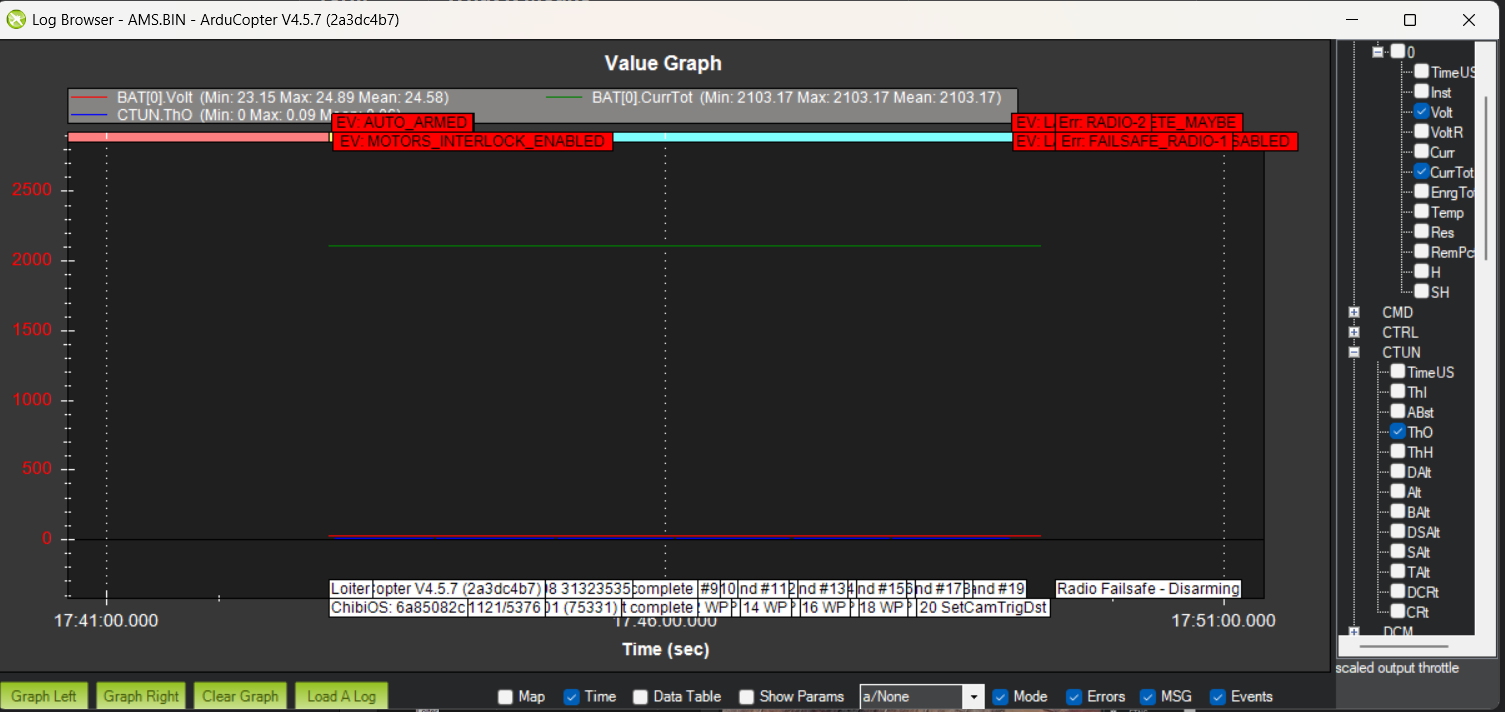 Log Browser - AMS.BIN - ArduCopter V4.5.7 (2a3dc4b7)
Value Graph
BAT[0].Volt (Min: 23.15 Max: 24.89 Mean: 24.58)
BAT[0].CurrTot (Min: 2103.17 Max: 2103.17 Mean: 2103.17)
CTUN.ThO (Min: 0 Max: 0.09 Mean:
EV: AUTO_ARMED
EV: MOTORS_INTERLOCK_ENABLED
EV: L
Err: RADIO-2
ETE_MAYBE
EV: L
Err: FAILSAFE_RADIO-1
SABLED
2500
2000
1500
1000
500
0
Loiter
opter V4.5.7 (2a3dc4b7)
8 31323535
complete
#9
10
nd #11
2
nd #13
4
nd #15
6
nd #17
8
and #19
Radio Failsafe - Disarming
ChibiOS: 6a85082c
1121/5376
01 (75331)
t complete
WP
14 WP
16 WP
18 WP
20 SetCamTrigDst
17:41:00.000
17:46:00.000
17:51:00.000
Time (sec)
0
TimeUS
Inst
Volt
VoltR
Curr
CurrTot
EnrgTo
Temp
Res
RemPc
H
SH
CMD
CTRL
CTUN
TimeUS
ThI
ABst
ThO
ThH
DAlt
Alt
BAlt
DSAlt
SAlt
TAlt
DCRt
CRt
DCM
scaled output throttle
Graph Left
Graph Right
Clear Graph
Load A Log
Map
Time
Data Table
Show Params
a/None
Mode
Errors
MSG
Events